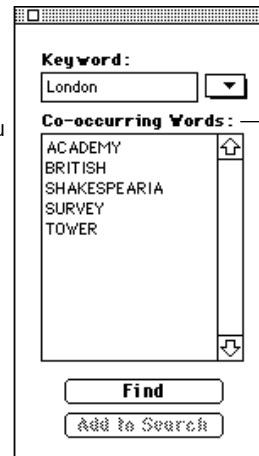 Keyword:
London
Co-occurring Words:
ACADEMY
BRITISH
SHAKESPEARIA
SURVEY
TOWER
Find
Add to Search